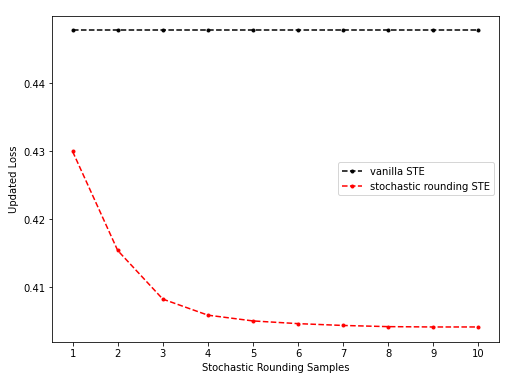 0.44
0.43
0.42
0.41
Updated Loss
vanilla STE
stochastic rounding STE
1 2 3 4 5 6 7 8 9 10
Stochastic Rounding Samples